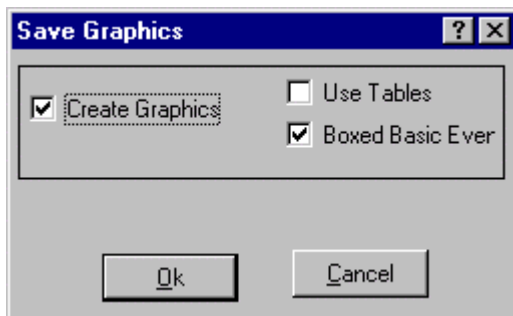 Save Graphics
Create Graphics
Use Tables
Boxed Basic Ever
Ok
Cancel